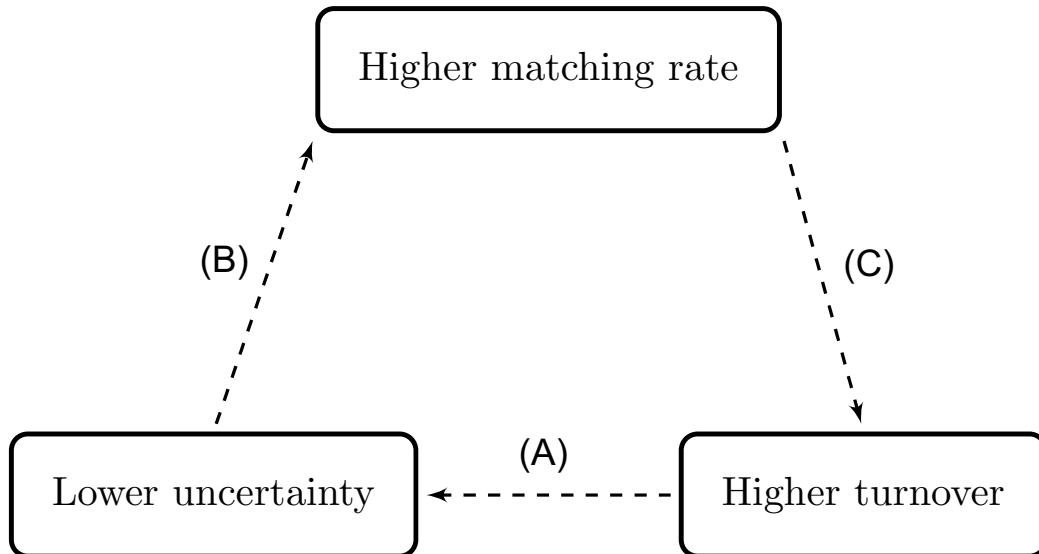 Higher matching rate
(B)
(C)
(A)
Lower uncertainty
Higher turnover